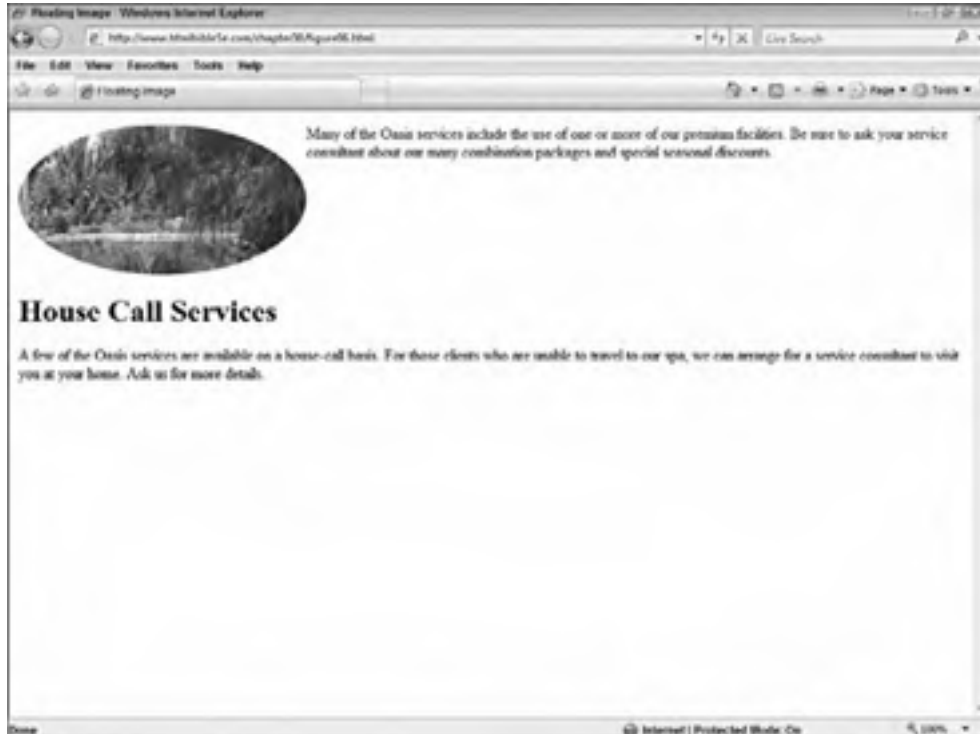 Floating Image - Windows Internet Explorer
Live Search
File Edit View Favorites Tools Help
Floating Image
Page Tools
Many of the Oasis services include the use of one or more of our premium facilities. Be sure to ask your service
consultant about our many combination packages and special seasonal discounts.
House Call Services
A few of the Oasis services are available on a house-call basis. For those clients who are unable to travel to our spa, we can arrange for a service consultant to visit
you at your home. Ask us for more details.
Done
Internet | Protected Mode: On
100%